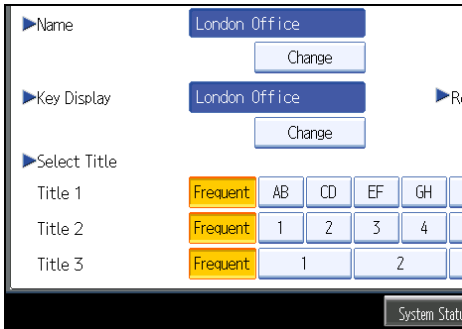 ▶Name London Office
Change
▶Key Display London Office ▶Re
Change
▶Select Title
Title 1 Frequent AB CD EF GH
Title 2 Frequent 1 2 3 4
Title 3 Frequent 1 2
System Statu